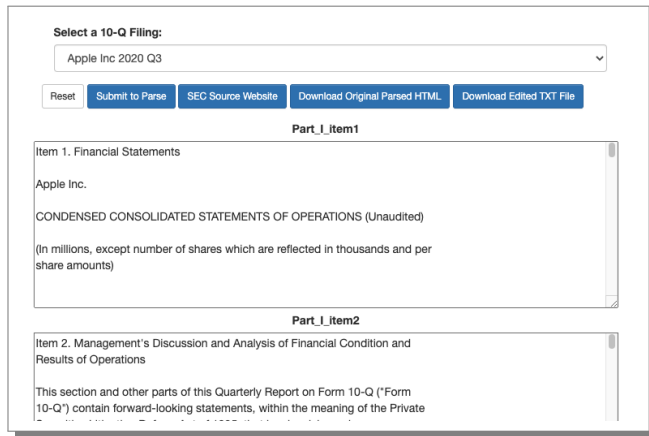 Select a 10-Q Filing:
Apple Inc 2020 Q3
Reset Submit to Parse SEC Source Website Download Original Parsed HTML Download Edited TXT File
Part_I_item1
Item 1. Financial Statements
Apple Inc.
CONDENSED CONSOLIDATED STATEMENTS OF OPERATIONS (Unaudited)
(In millions, except number of shares which are reflected in thousands and per
share amounts)
Part_I_item2
Item 2. Management's Discussion and Analysis of Financial Condition and
Results of Operations
This section and other parts of this Quarterly Report on Form 10-Q ("Form
10-Q") contain forward-looking statements, within the meaning of the Private